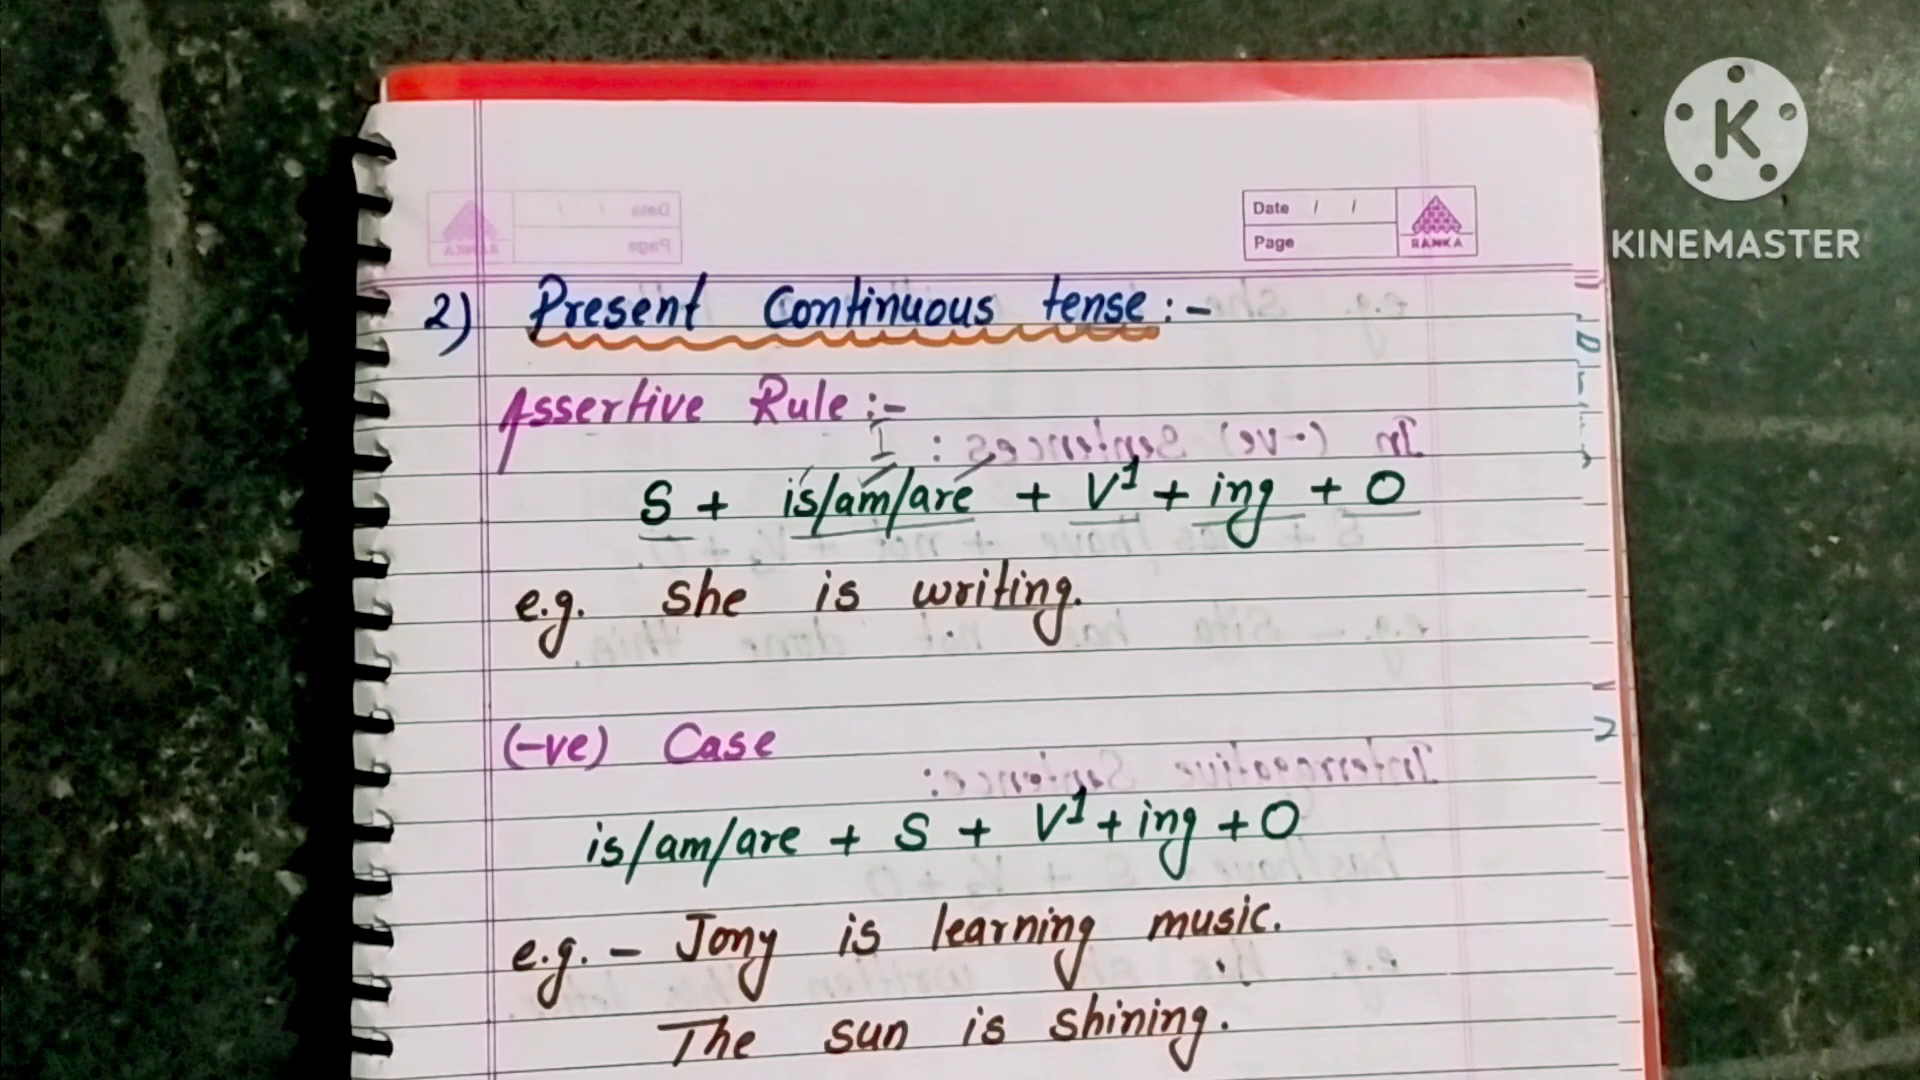 Date / /
Page
RANKA
KINEMASTER
2) Present Continuous tense :-
Assertive Rule :-
I
S + is/am/are + V¹ + ing + O
e.g. she is writing.
(-ve) Case
is/am/are + S + V¹ + ing + O
e.g. - Jony is learning music.
The sun is shining.